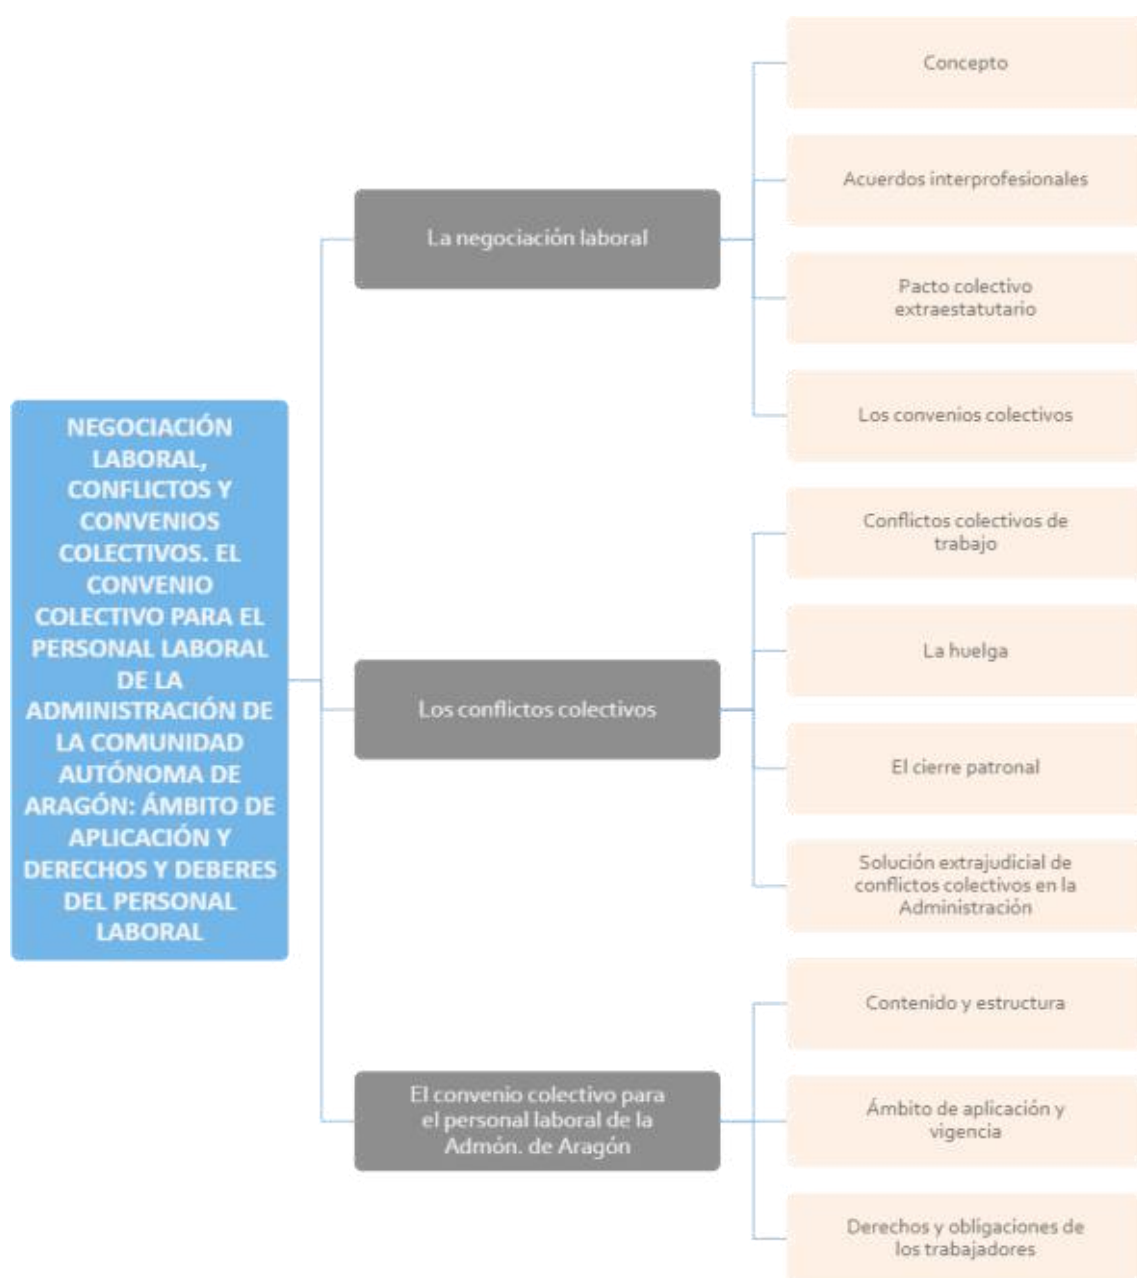 NEGOCIACIÓN
LABORAL,
CONFLICTOS Y
CONVENIOS
COLECTIVOS. EL
CONVENIO
COLECTIVO PARA EL
PERSONAL LABORAL
DE LA
ADMINISTRACIÓN DE
LA COMUNIDAD
AUTÓNOMA DE
ARAGÓN: ÁMBITO DE
APLICACIÓN Y
DERECHOS Y DEBERES
DEL PERSONAL
LABORAL
La negociación laboral
Concepto
Acuerdos interprofesionales
Pacto colectivo
extraestatutario
Los convenios colectivos
Los conflictos colectivos
Conflictos colectivos de
trabajo
La huelga
El cierre patronal
Solución extrajudicial de
conflictos colectivos en la
Administración
El convenio colectivo para
el personal laboral de la
Admón. de Aragón
Contenido y estructura
Ámbito de aplicación y
vigencia
Derechos y obligaciones de
los trabajadores